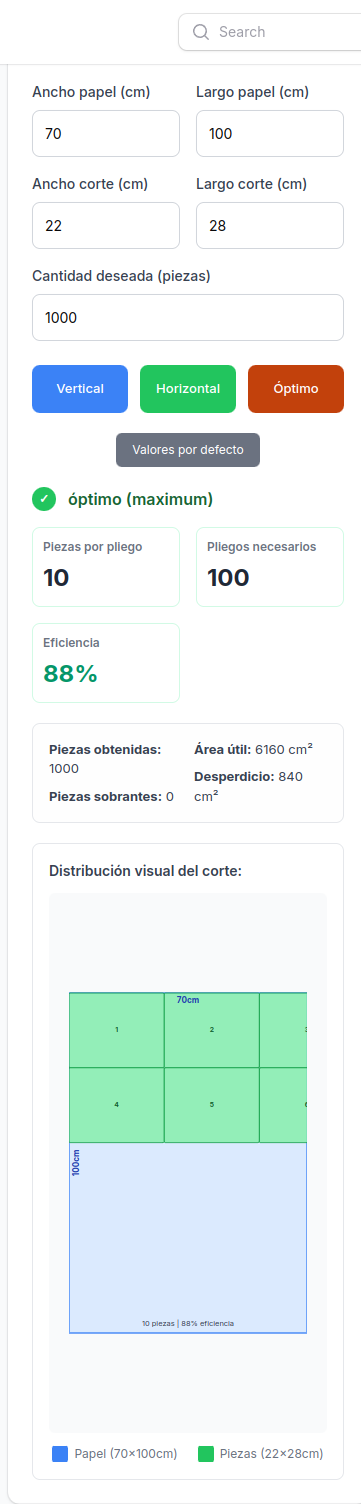 Search
Ancho papel (cm) Largo papel (cm)
70 100
Ancho corte (cm) Largo corte (cm)
22 28
Cantidad deseada (piezas)
1000
Vertical Horizontal Óptimo
Valores por defecto
✓ óptimo (maximum)
Piezas por pliego Pliegos necesarios
10 100
Eficiencia
88%
Piezas obtenidas:
1000
Piezas sobrantes: 0
Área útil: 6160 cm²
Desperdicio: 840
cm²
Distribución visual del corte:
70cm
1 2
4 5
100cm
10 piezas | 88% eficiencia
Papel (70×100cm) Piezas (22×28cm)